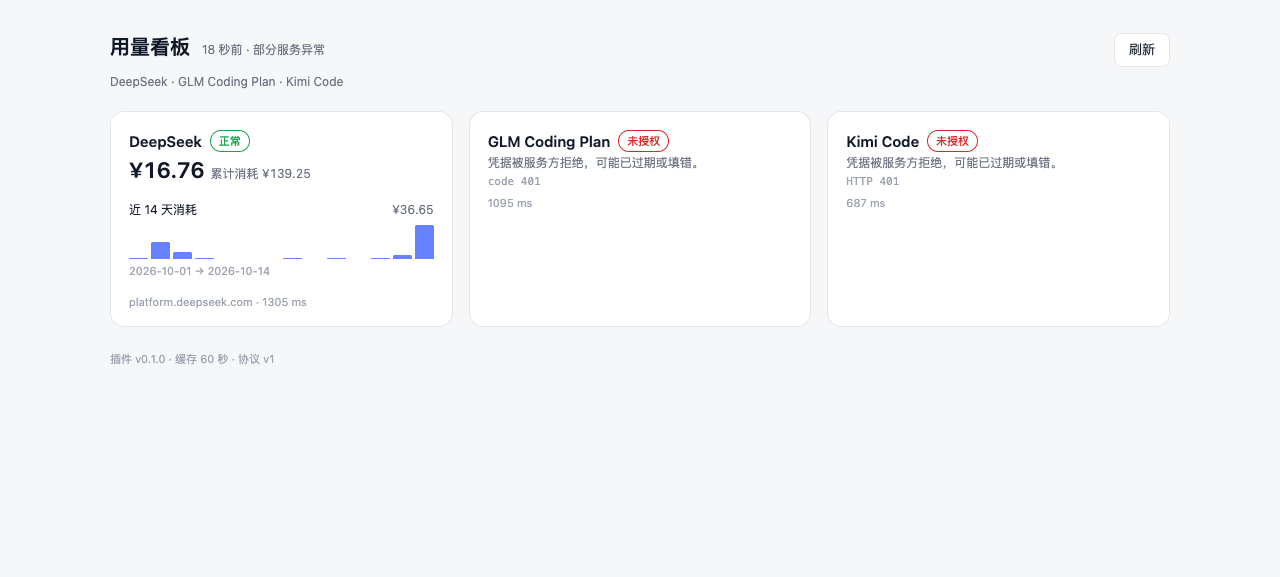 用量看板 18 秒前 · 部分服务异常
刷新
DeepSeek · GLM Coding Plan · Kimi Code
DeepSeek 正常
¥16.76 累计消耗 ¥139.25
近 14 天消耗 ¥36.65
2026-10-01 → 2026-10-14
platform.deepseek.com · 1305 ms
GLM Coding Plan 未授权
凭据被服务方拒绝，可能已过期或填错。
code 401
1095 ms
Kimi Code 未授权
凭据被服务方拒绝，可能已过期或填错。
HTTP 401
687 ms
插件 v0.1.0 · 缓存 60 秒 · 协议 v1